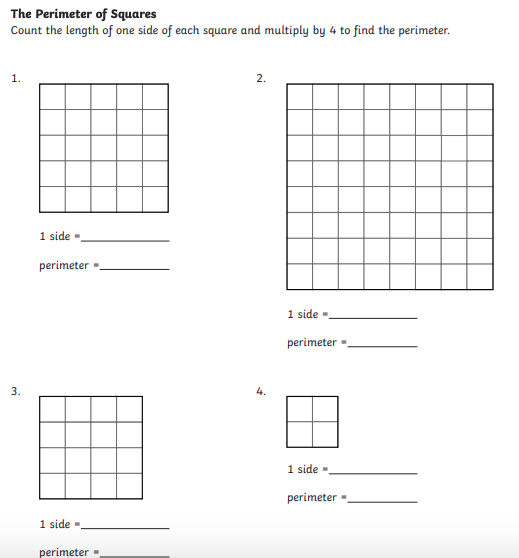 The Perimeter of Squares
Count the length of one side of each square and multiply by 4 to find the perimeter.
1.
1 side =
perimeter =
2.
1 side =
perimeter =
3.
1 side =
perimeter =
4.
1 side =
perimeter =